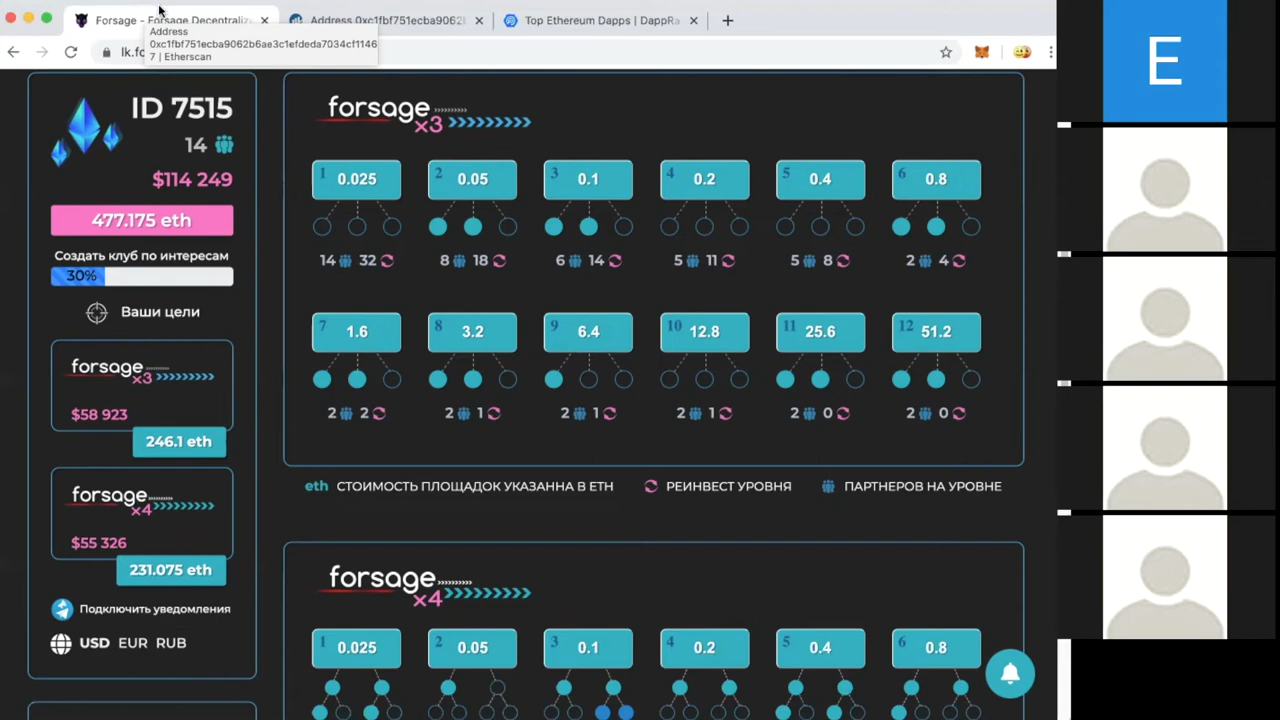 Forsage - Forsage Decentraliz
Address 0xc1fbf751ecba9062
Top Ethereum Dapps | DappRa
Address
0xc1fbf751ecba9062b6ae3c1efdeda7034cf1146
7 | Etherscan
lk.fo
ID 7515
14
$114 249
477.175 eth
Создать клуб по интересам
30%
Ваши цели
forsage
x3
$58 923
246.1 eth
forsage
x4
$55 326
231.075 eth
Подключить уведомления
USD EUR RUB
forsage
x3
1 0.025 2 0.05 3 0.1 4 0.2 5 0.4 6 0.8
14 32 8 18 6 14 5 11 5 8 2 4
7 1.6 8 3.2 9 6.4 10 12.8 11 25.6 12 51.2
2 2 2 1 2 1 2 1 2 0 2 0
eth СТОИМОСТЬ ПЛОЩАДОК УКАЗАННА В ETH РЕИНВЕСТ УРОВНЯ ПАРТНЕРОВ НА УРОВНЕ
forsage
x4
1 0.025 2 0.05 3 0.1 4 0.2 5 0.4 6 0.8
E